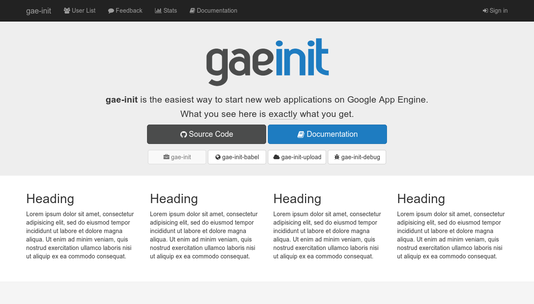 gae-init User List Feedback Stats Documentation Sign in
gaeinit
gae-init is the easiest way to start new web applications on Google App Engine.
What you see here is exactly what you get.
Source Code Documentation
gae-init gae-init-babel gae-init-upload gae-init-debug
Heading Heading Heading Heading
Lorem ipsum dolor sit amet, consectetur
adipisicing elit, sed do eiusmod tempor
incididunt ut labore et dolore magna
aliqua. Ut enim ad minim veniam, quis
nostrud exercitation ullamco laboris nisi
ut aliquip ex ea commodo consequat.
Lorem ipsum dolor sit amet, consectetur
adipisicing elit, sed do eiusmod tempor
incididunt ut labore et dolore magna
aliqua. Ut enim ad minim veniam, quis
nostrud exercitation ullamco laboris nisi
ut aliquip ex ea commodo consequat.
Lorem ipsum dolor sit amet, consectetur
adipisicing elit, sed do eiusmod tempor
incididunt ut labore et dolore magna
aliqua. Ut enim ad minim veniam, quis
nostrud exercitation ullamco laboris nisi
ut aliquip ex ea commodo consequat.
Lorem ipsum dolor sit amet, consectetur
adipisicing elit, sed do eiusmod tempor
incididunt ut labore et dolore magna
aliqua. Ut enim ad minim veniam, quis
nostrud exercitation ullamco laboris nisi
ut aliquip ex ea commodo consequat.